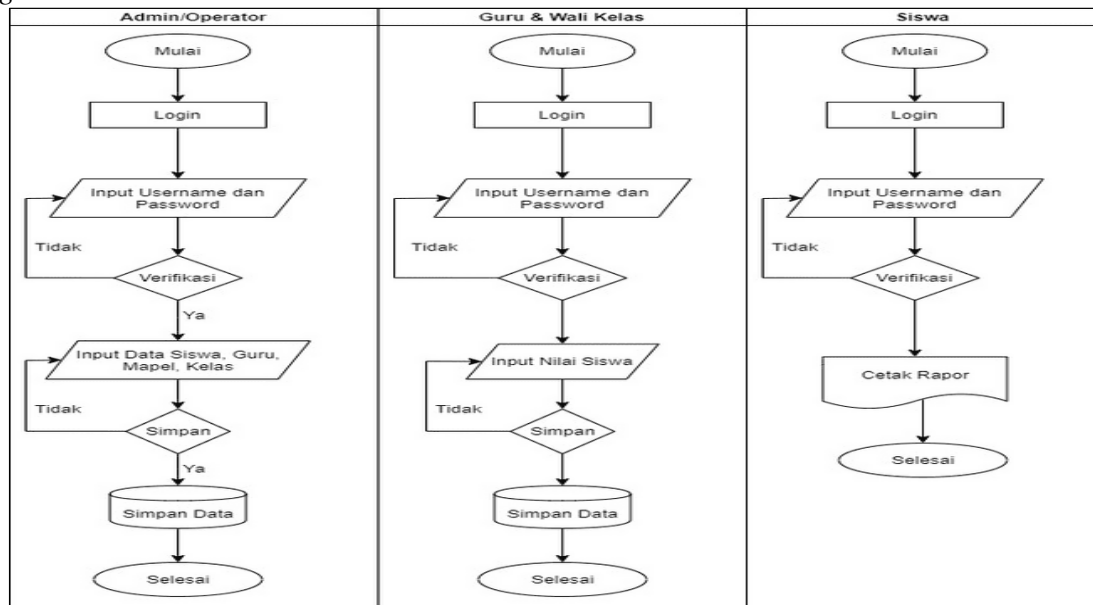 Admin/Operator
Mulai
Login
Input Username dan
Password
Tidak
Verifikasi
Ya
Input Data Siswa, Guru,
Mapel, Kelas
Tidak
Simpan
Ya
Simpan Data
Selesai
Guru & Wali Kelas
Mulai
Login
Input Username dan
Password
Tidak
Verifikasi
Input Nilai Siswa
Tidak
Simpan
Simpan Data
Selesai
Siswa
Mulai
Login
Input Username dan
Password
Tidak
Verifikasi
Cetak Rapor
Selesai